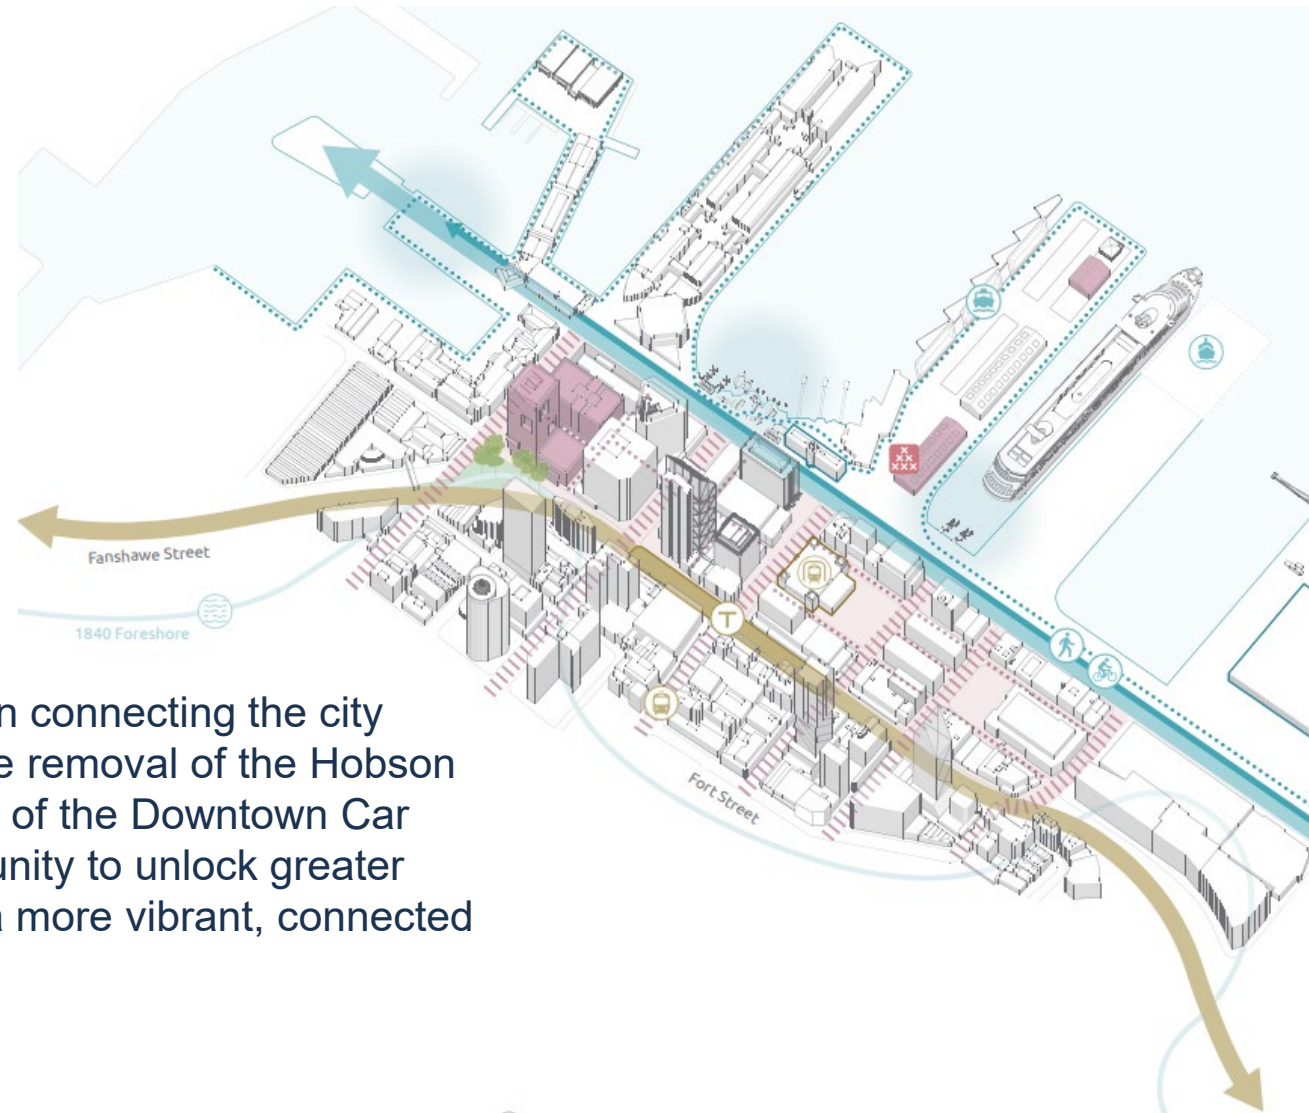 Fanshawe Street
1840 Foreshore
T
Fort Street
n connecting the city
e removal of the Hobson
of the Downtown Car
unity to unlock greater
a more vibrant, connected